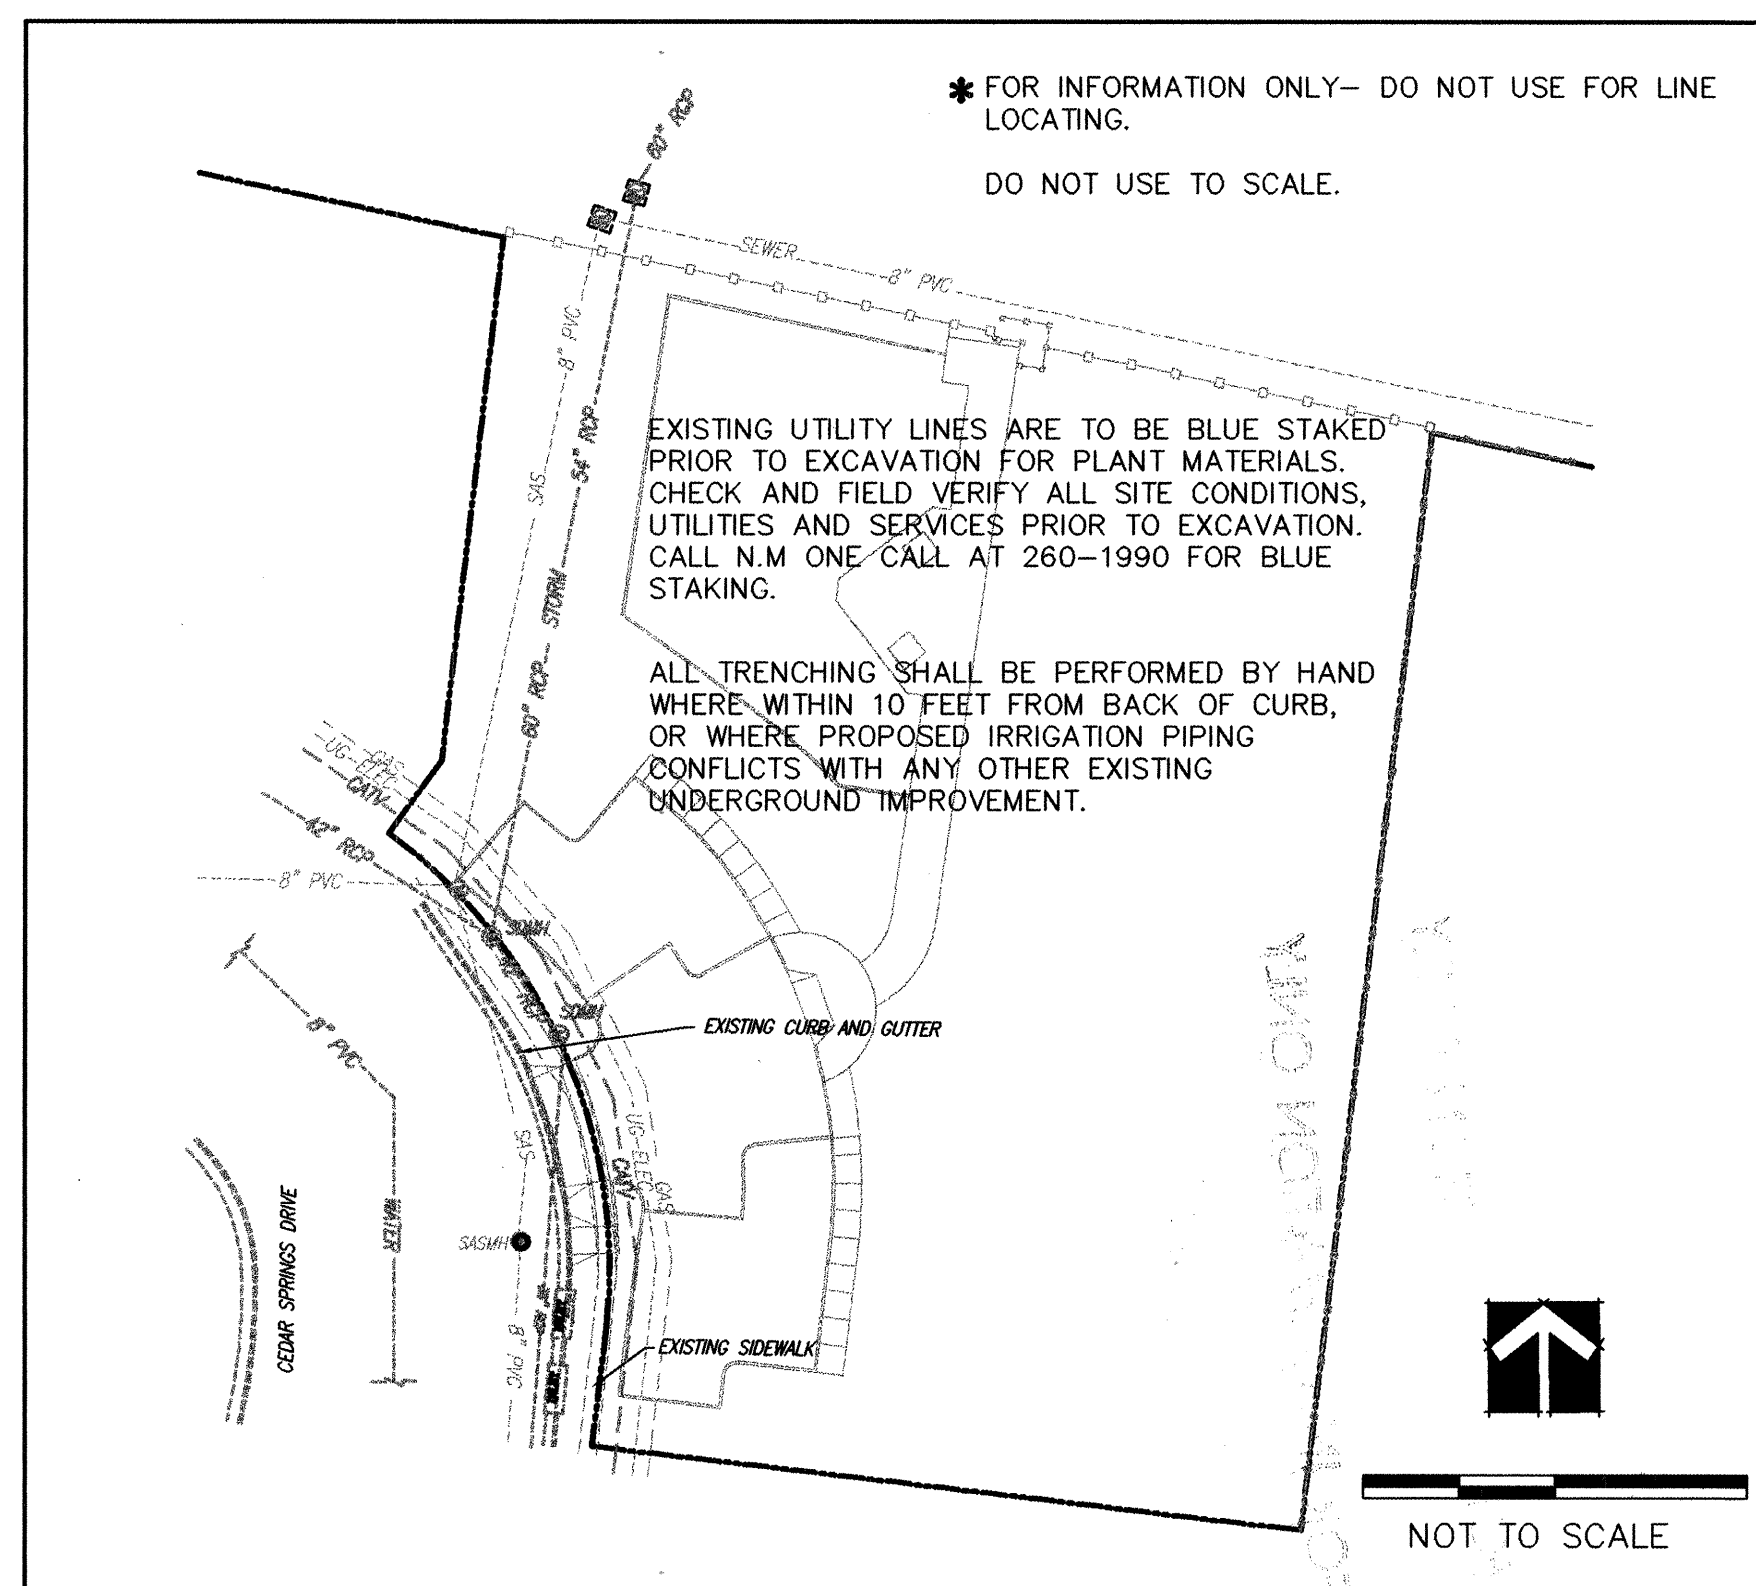 ✱ FOR INFORMATION ONLY– DO NOT USE FOR LINE
LOCATING.
DO NOT USE TO SCALE.
60" RCP
SEWER
8" PVC
8" PVC
SAS
54" RCP
STORM
60" RCP
EXISTING UTILITY LINES ARE TO BE BLUE STAKED
PRIOR TO EXCAVATION FOR PLANT MATERIALS.
CHECK AND FIELD VERIFY ALL SITE CONDITIONS,
UTILITIES AND SERVICES PRIOR TO EXCAVATION.
CALL N.M ONE CALL AT 260–1990 FOR BLUE
STAKING.
ALL TRENCHING SHALL BE PERFORMED BY HAND
WHERE WITHIN 10 FEET FROM BACK OF CURB,
OR WHERE PROPOSED IRRIGATION PIPING
CONFLICTS WITH ANY OTHER EXISTING
UNDERGROUND IMPROVEMENT.
GAS
UG-ELEC
CATV
42" RCP
8" PVC
SDMH
RCP
SDMH
EXISTING CURB AND GUTTER
8" PVC
WATER
SAS
UG-ELEC
GAS
CATV
SASMH
CEDAR SPRINGS DRIVE
8" PVC
EXISTING SIDEWALK
NOT TO SCALE